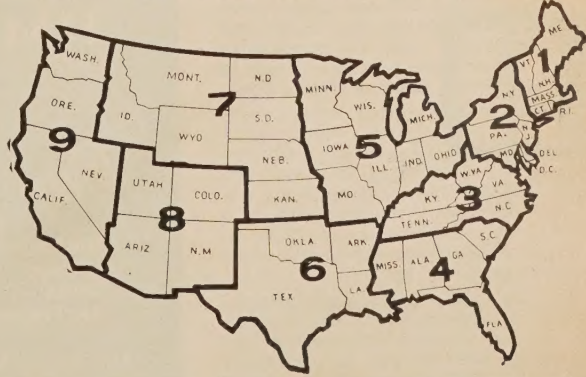 WASH.
MONT.
N.D
MINN.
ME
VT
1
N.H
MASS
CT
R.I.
ORE.
ID.
7
WYO
S.D.
WIS.
MICH
N.Y
2
PA.
N
J
9
NEB.
IOWA
5
ILL
IND
OHIO
MD
DEL
D.C.
CALIF.
NEV.
UTAH
COLO.
KAN.
MO.
KY
W.VA
VA
3
8
TENN.
N.C
ARIZ
N.M
OKLA
ARK
6
MISS.
ALA
GA
S.C.
4
TEX
LA
FLA